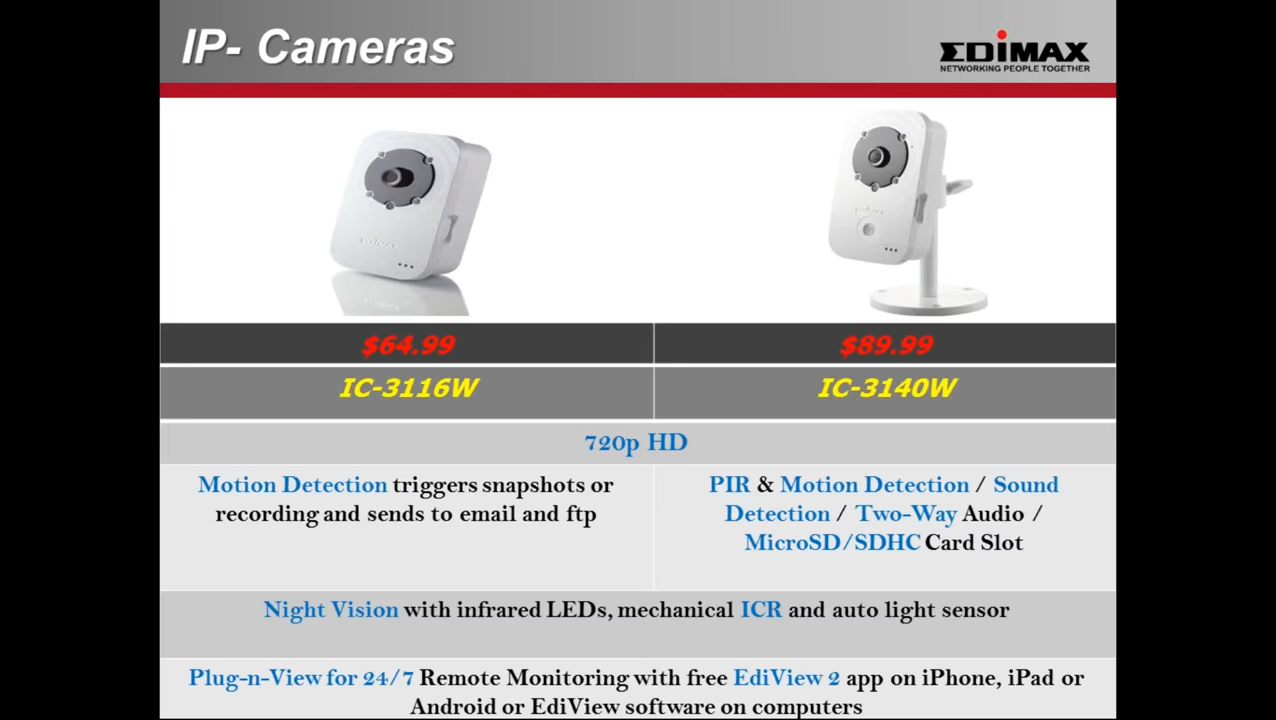 IP- Cameras
EDIMAX
NETWORKING PEOPLE TOGETHER
EDIMAX
$64.99
$89.99
IC-3116W
IC-3140W
720p HD
Motion Detection triggers snapshots or
recording and sends to email and ftp
PIR & Motion Detection / Sound
Detection / Two-Way Audio /
MicroSD/SDHC Card Slot
Night Vision with infrared LEDs, mechanical ICR and auto light sensor
Plug-n-View for 24/7 Remote Monitoring with free EdiView 2 app on iPhone, iPad or
Android or EdiView software on computers